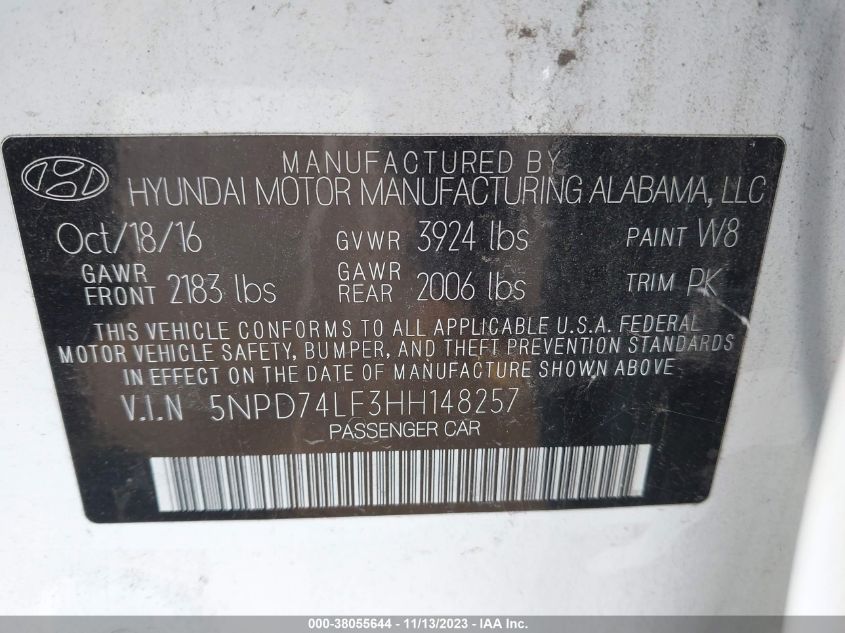 MANUFACTURED BY
HYUNDAI MOTOR MANUFACTURING ALABAMA, LLC
Oct/18/16 GVWR 3924 lbs PAINT W8
GAWR FRONT 2183 lbs GAWR REAR 2006 lbs TRIM PK
THIS VEHICLE CONFORMS TO ALL APPLICABLE U.S.A. FEDERAL
MOTOR VEHICLE SAFETY, BUMPER, AND THEFT PREVENTION STANDARDS
IN EFFECT ON THE DATE OF MANUFACTURE SHOWN ABOVE.
V.I.N 5NPD74LF3HH148257
PASSENGER CAR
000-38055644 - 11/13/2023 - IAA Inc.